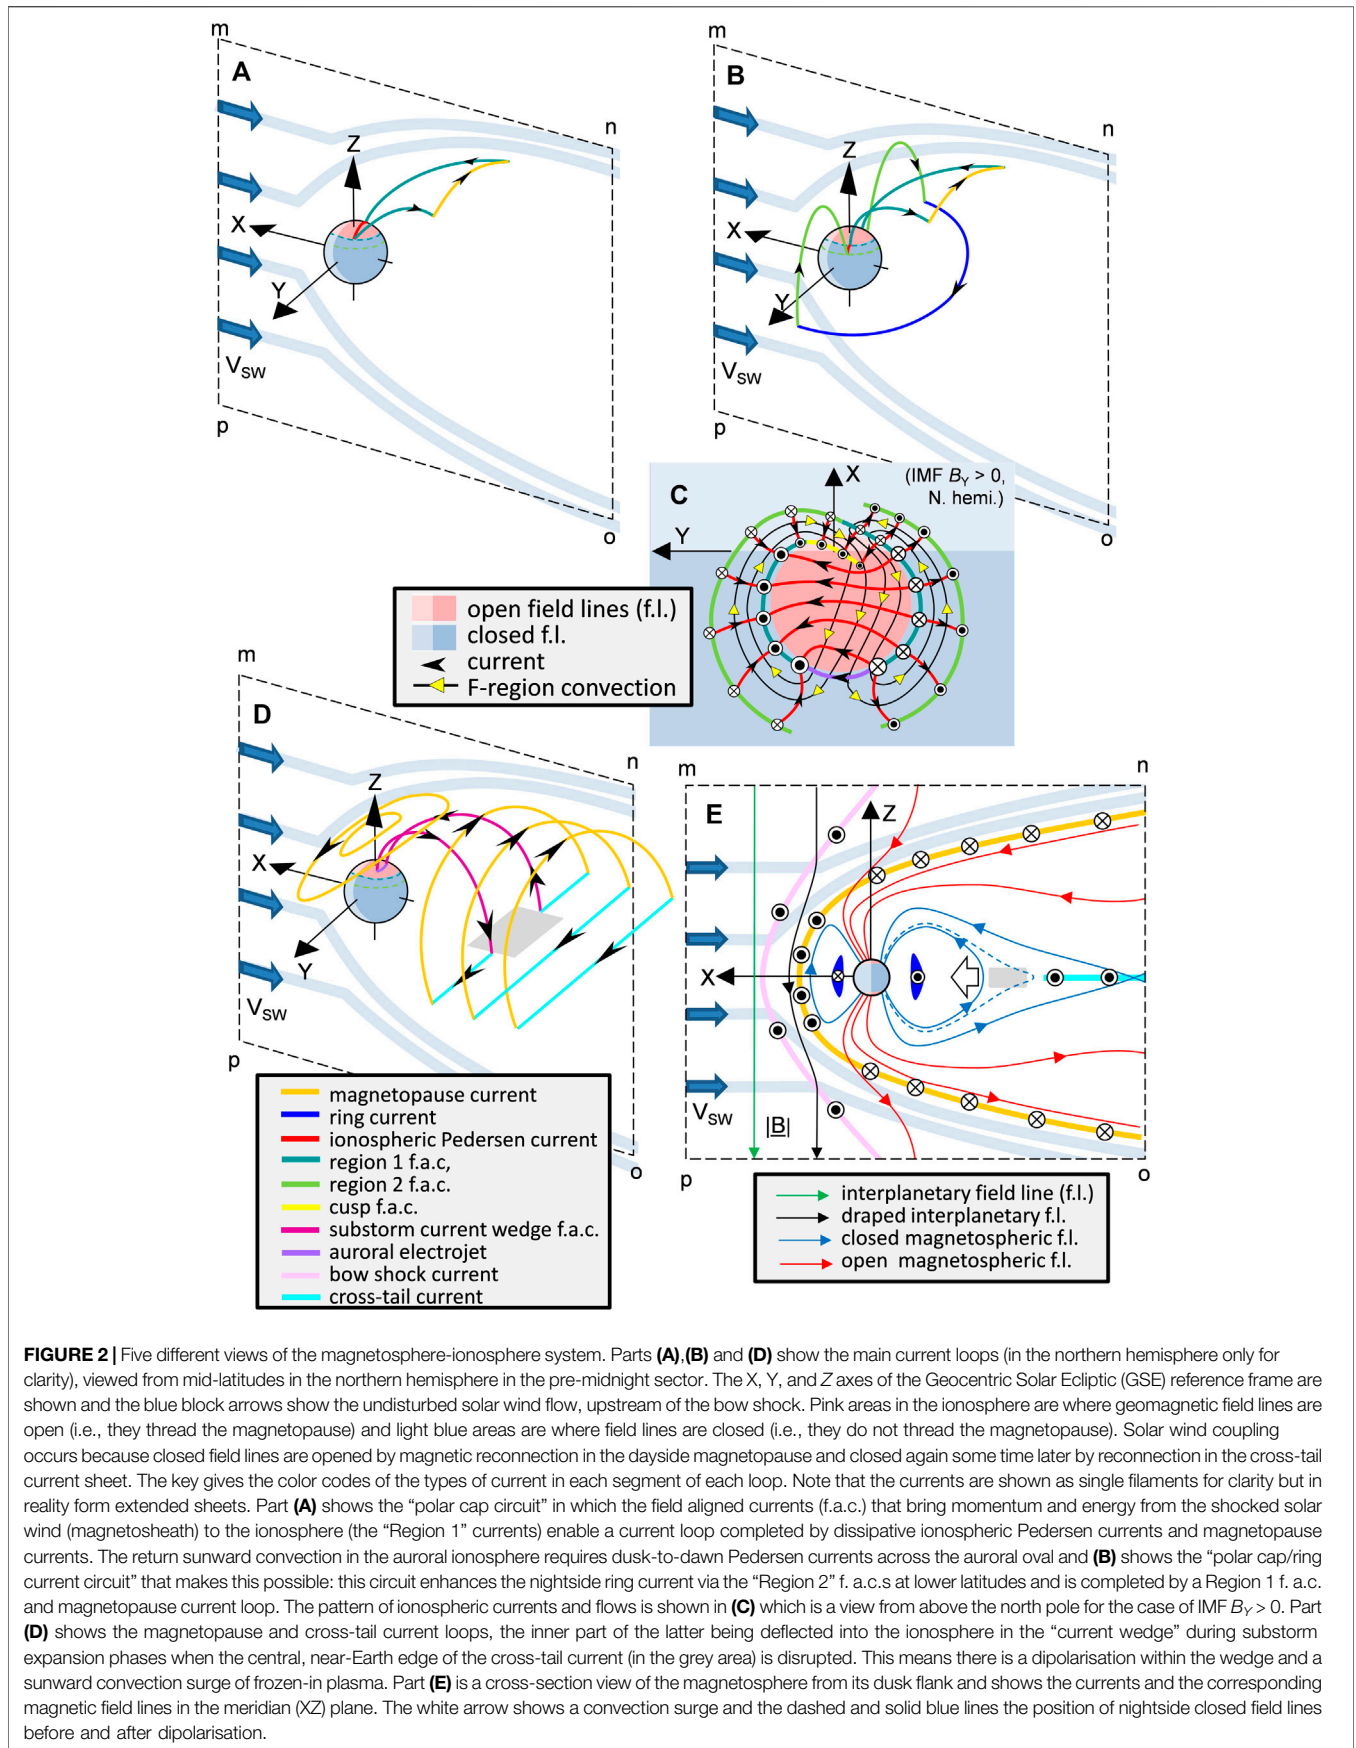 m
A
n
Z
X
Y
VSW
p
o
m
B
n
Z
X
Y
VSW
p
o
C
X
(IMF BY > 0,
N. hemi.)
Y
open field lines (f.l.)
closed f.l.
current
F-region convection
m
D
n
Z
X
Y
VSW
p
o
magnetopause current
ring current
ionospheric Pedersen current
region 1 f.a.c,
region 2 f.a.c.
cusp f.a.c.
substorm current wedge f.a.c.
auroral electrojet
bow shock current
cross-tail current
m
n
E
Z
X
VSW
|B|
p
o
interplanetary field line (f.l.)
draped interplanetary f.l.
closed magnetospheric f.l.
open magnetospheric f.l.
FIGURE 2 | Five different views of the magnetosphere-ionosphere system. Parts (A),(B) and (D) show the main current loops (in the northern hemisphere only for
clarity), viewed from mid-latitudes in the northern hemisphere in the pre-midnight sector. The X, Y, and Z axes of the Geocentric Solar Ecliptic (GSE) reference frame are
shown and the blue block arrows show the undisturbed solar wind flow, upstream of the bow shock. Pink areas in the ionosphere are where geomagnetic field lines are
open (i.e., they thread the magnetopause) and light blue areas are where field lines are closed (i.e., they do not thread the magnetopause). Solar wind coupling
occurs because closed field lines are opened by magnetic reconnection in the dayside magnetopause and closed again some time later by reconnection in the cross-tail
current sheet. The key gives the color codes of the types of current in each segment of each loop. Note that the currents are shown as single filaments for clarity but in
reality form extended sheets. Part (A) shows the “polar cap circuit” in which the field aligned currents (f.a.c.) that bring momentum and energy from the shocked solar
wind (magnetosheath) to the ionosphere (the “Region 1” currents) enable a current loop completed by dissipative ionospheric Pedersen currents and magnetopause
currents. The return sunward convection in the auroral ionosphere requires dusk-to-dawn Pedersen currents across the auroral oval and (B) shows the “polar cap/ring
current circuit” that makes this possible: this circuit enhances the nightside ring current via the “Region 2” f. a.c.s at lower latitudes and is completed by a Region 1 f. a.c.
and magnetopause current loop. The pattern of ionospheric currents and flows is shown in (C) which is a view from above the north pole for the case of IMF BY > 0. Part
(D) shows the magnetopause and cross-tail current loops, the inner part of the latter being deflected into the ionosphere in the “current wedge” during substorm
expansion phases when the central, near-Earth edge of the cross-tail current (in the grey area) is disrupted. This means there is a dipolarisation within the wedge and a
sunward convection surge of frozen-in plasma. Part (E) is a cross-section view of the magnetosphere from its dusk flank and shows the currents and the corresponding
magnetic field lines in the meridian (XZ) plane. The white arrow shows a convection surge and the dashed and solid blue lines the position of nightside closed field lines
before and after dipolarisation.